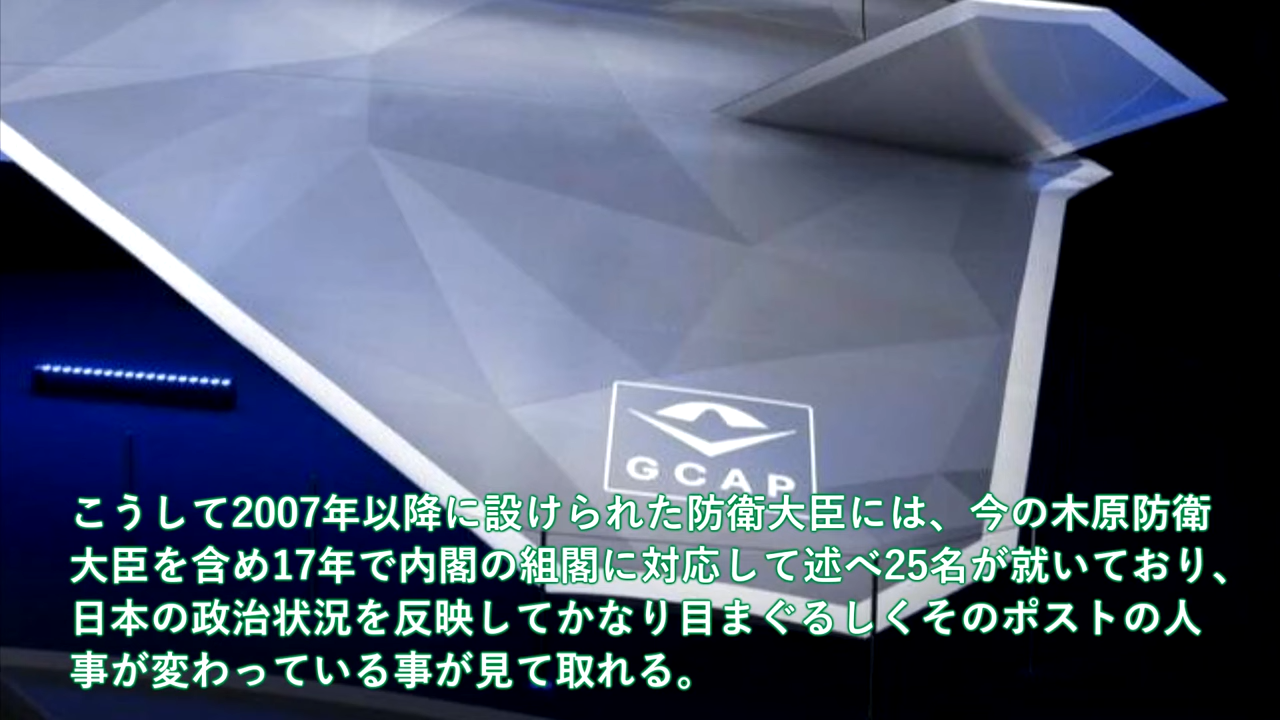 GCAP
こうして2007年以降に設けられた防衛大臣には、今の木原防衛
大臣を含め17年で内閣の組閣に対応して述べ25名が就いており、
日本の政治状況を反映してかなり目まぐるしくそのポストの人
事が変わっている事が見て取れる。